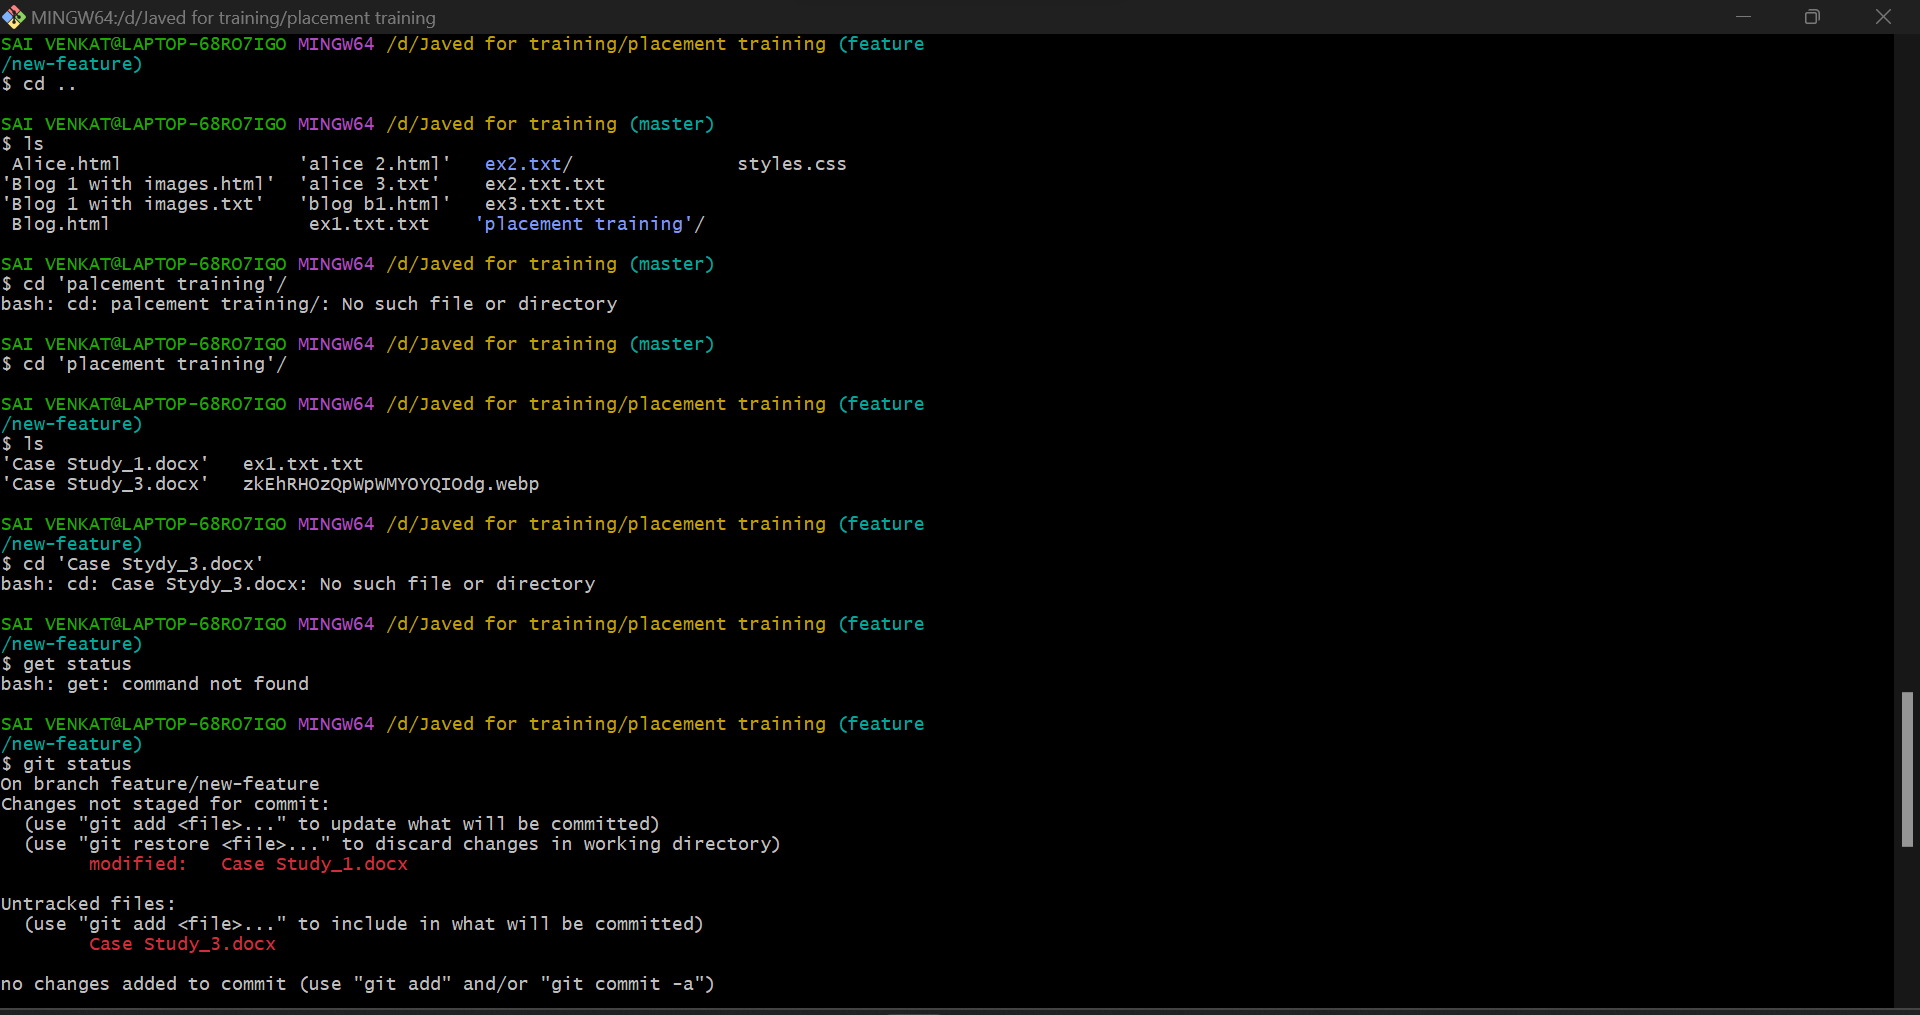 MINGW64:/d/Javed for training/placement training
SAI VENKAT@LAPTOP-68RO7IGO MINGW64 /d/Javed for training/placement training (feature
/new-feature)
$ cd ..
SAI VENKAT@LAPTOP-68RO7IGO MINGW64 /d/Javed for training (master)
$ ls
 Alice.html                'alice 2.html'   ex2.txt/               styles.css
'Blog 1 with images.html'  'alice 3.txt'    ex2.txt.txt
'Blog 1 with images.txt'   'blog b1.html'   ex3.txt.txt
 Blog.html                  ex1.txt.txt    'placement training'/
SAI VENKAT@LAPTOP-68RO7IGO MINGW64 /d/Javed for training (master)
$ cd 'palcement training'/
bash: cd: palcement training/: No such file or directory
SAI VENKAT@LAPTOP-68RO7IGO MINGW64 /d/Javed for training (master)
$ cd 'placement training'/
SAI VENKAT@LAPTOP-68RO7IGO MINGW64 /d/Javed for training/placement training (feature
/new-feature)
$ ls
'Case Study_1.docx'   ex1.txt.txt
'Case Study_3.docx'   zkEhRHOzQpWpWMYOYQIOdg.webp
SAI VENKAT@LAPTOP-68RO7IGO MINGW64 /d/Javed for training/placement training (feature
/new-feature)
$ cd 'Case Stydy_3.docx'
bash: cd: Case Stydy_3.docx: No such file or directory
SAI VENKAT@LAPTOP-68RO7IGO MINGW64 /d/Javed for training/placement training (feature
/new-feature)
$ get status
bash: get: command not found
SAI VENKAT@LAPTOP-68RO7IGO MINGW64 /d/Javed for training/placement training (feature
/new-feature)
$ git status
On branch feature/new-feature
Changes not staged for commit:
  (use "git add <file>..." to update what will be committed)
  (use "git restore <file>..." to discard changes in working directory)
        modified:   Case Study_1.docx
Untracked files:
  (use "git add <file>..." to include in what will be committed)
        Case Study_3.docx
no changes added to commit (use "git add" and/or "git commit -a")